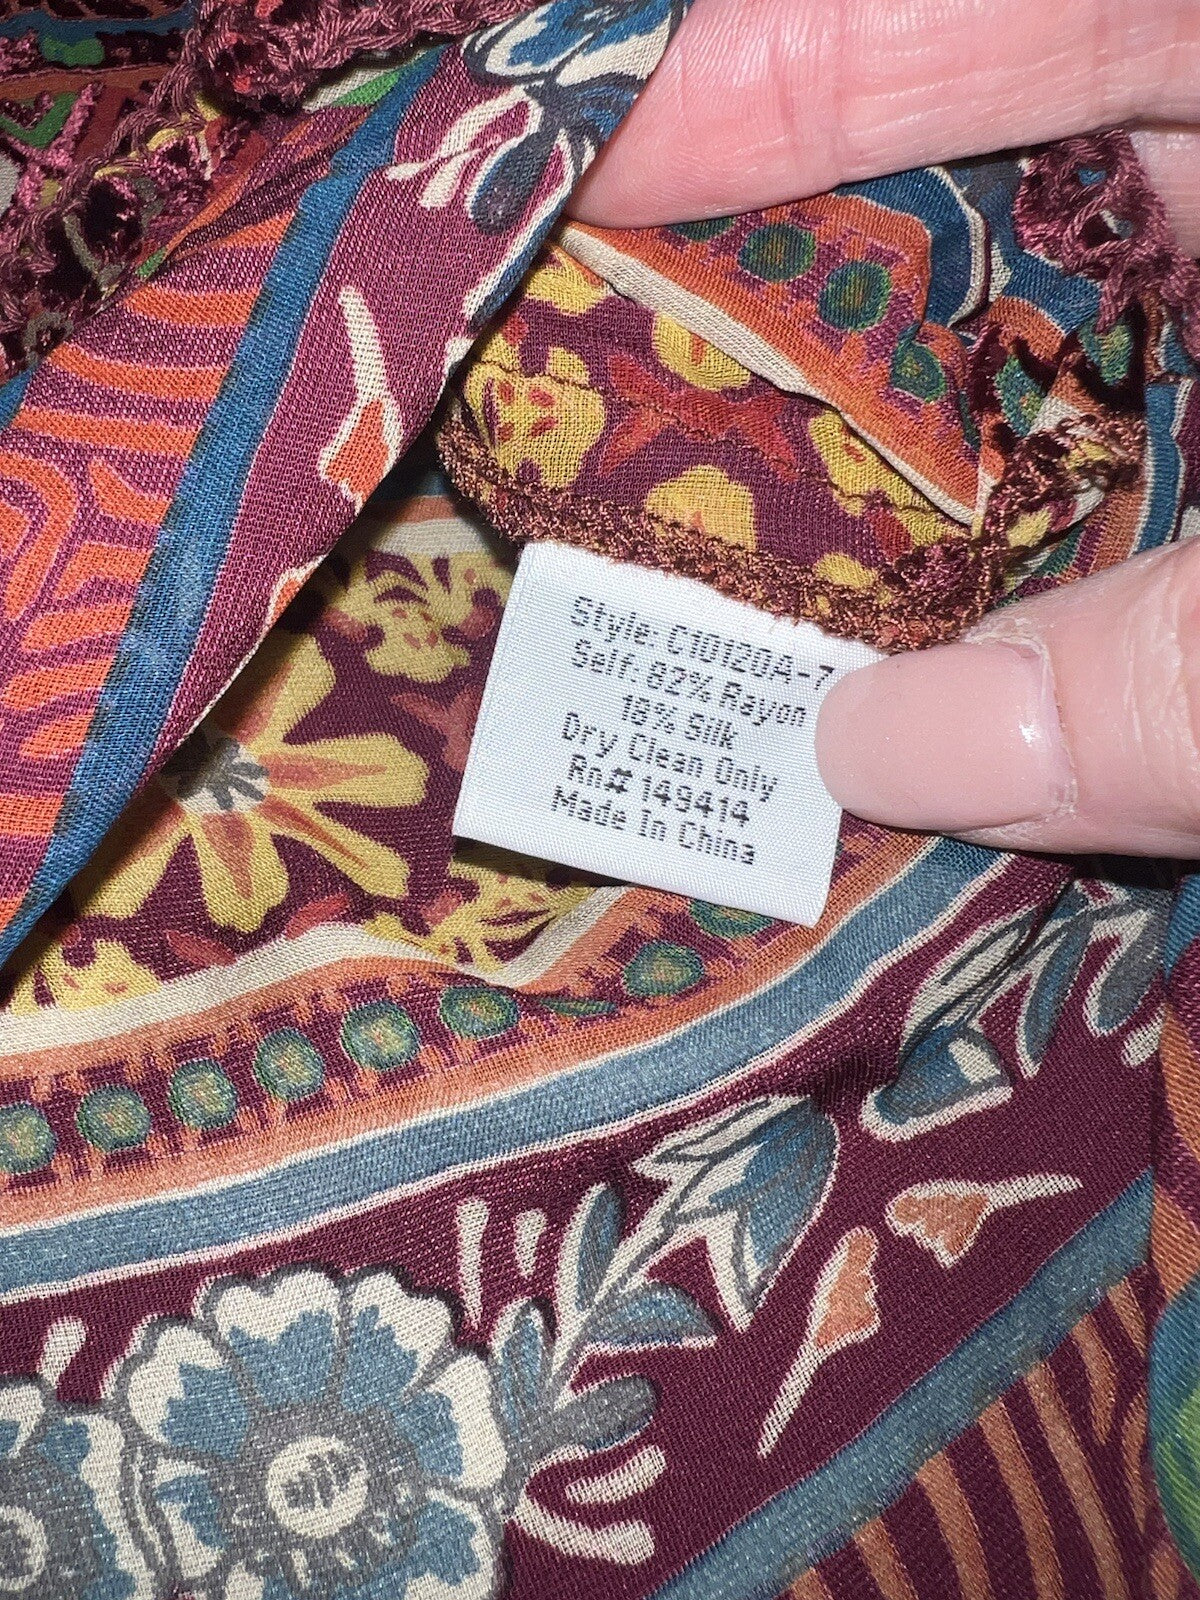 Style: C10120A-7
Self: 82% Rayon
18% Silk
Dry Clean Only
Rn# 149414
Made In China